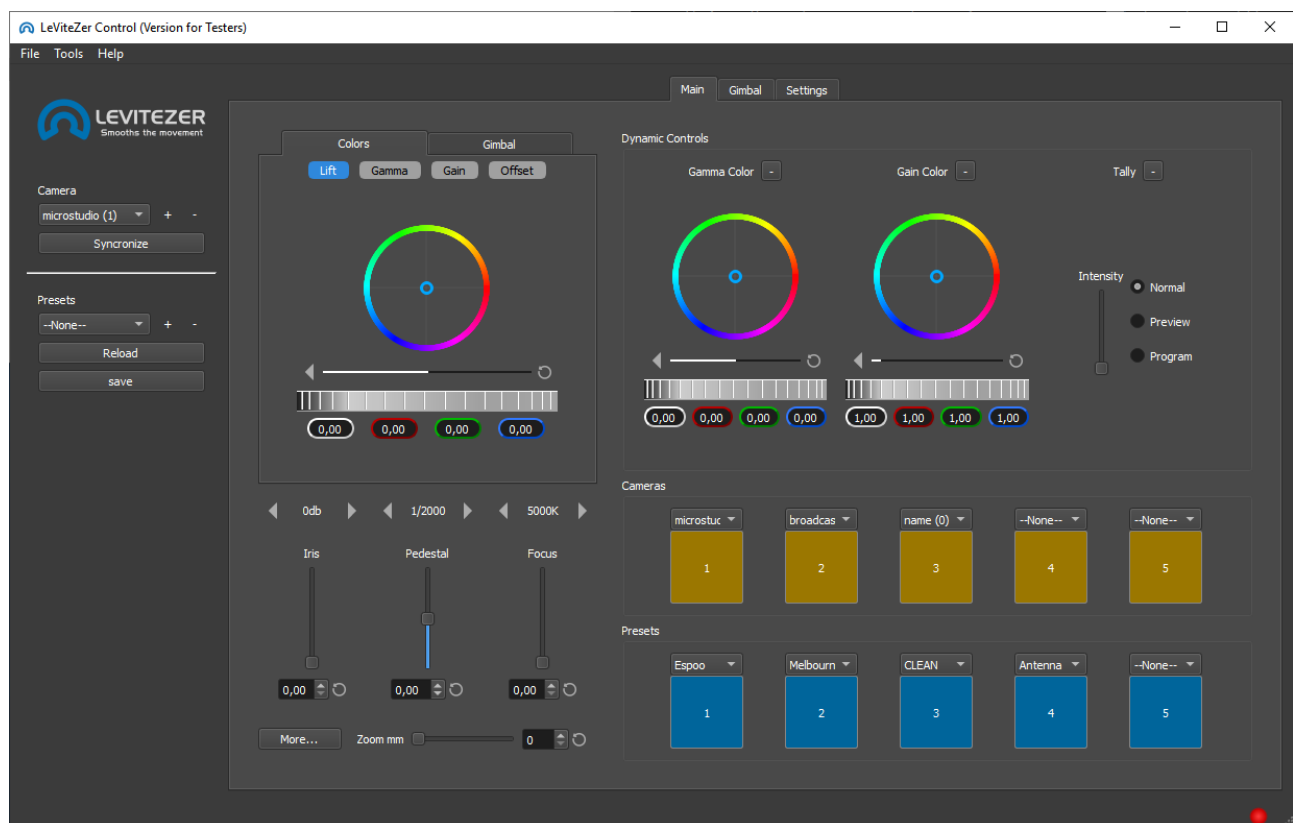 LeViteZer Control (Version for Testers)
File Tools Help
Main Gimbal Settings
LEVITEZER
Smooths the movement
Camera
microstudio (1) + -
Syncronize
Presets
--None-- + -
Reload
save
Colors Gimbal
Lift Gamma Gain Offset
0,00 0,00 0,00 0,00
0db 1/2000 5000K
Iris Pedestal Focus
0,00 0,00 0,00
More... Zoom mm 0
Dynamic Controls
Gamma Color - Gain Color - Tally -
Intensity
Normal
Preview
Program
0,00 0,00 0,00 0,00 1,00 1,00 1,00 1,00
Cameras
microstuc broadcas name (0) --None-- --None--
1 2 3 4 5
Presets
Espoo Melbourn CLEAN Antenna --None--
1 2 3 4 5